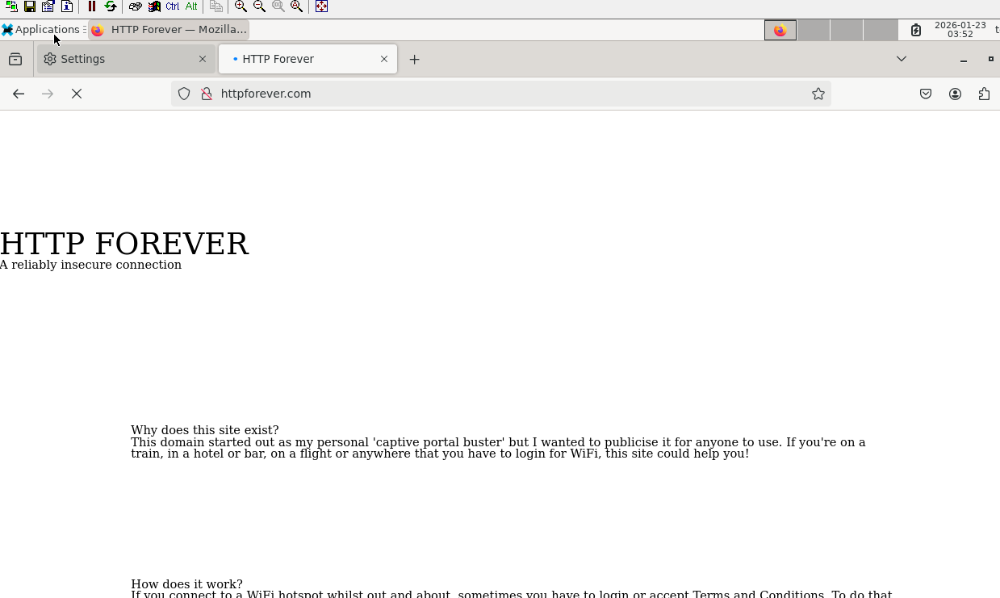 Ctrl Alt
Applications HTTP Forever — Mozilla... 2026-01-23
03:52
Settings HTTP Forever
httpforever.com
HTTP FOREVER
A reliably insecure connection
Why does this site exist?
This domain started out as my personal 'captive portal buster' but I wanted to publicise it for anyone to use. If you're on a
train, in a hotel or bar, on a flight or anywhere that you have to login for WiFi, this site could help you!
How does it work?
If you connect to a WiFi hotspot whilst out and about, sometimes you have to login or accept Terms and Conditions. To do that